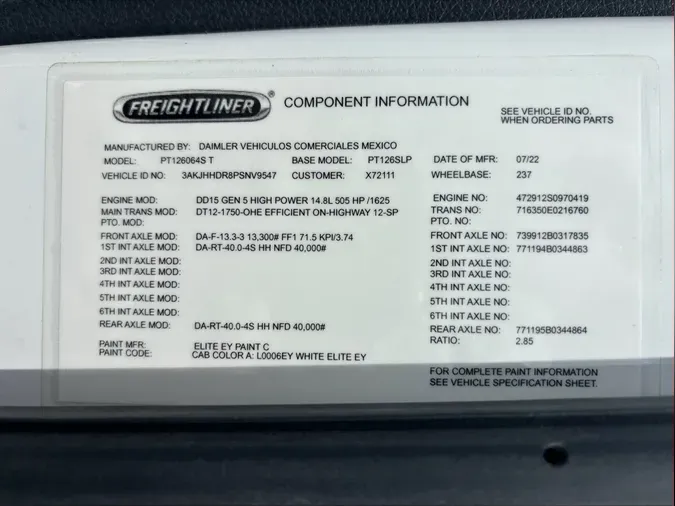 FREIGHTLINER ® COMPONENT INFORMATION
SEE VEHICLE ID NO.
WHEN ORDERING PARTS
MANUFACTURED BY: DAIMLER VEHICULOS COMERCIALES MEXICO
MODEL: PT126064S T BASE MODEL: PT126SLP DATE OF MFR: 07/22
VEHICLE ID NO: 3AKJHHDR8PSNV9547 CUSTOMER: X72111 WHEELBASE: 237
ENGINE MOD: DD15 GEN 5 HIGH POWER 14.8L 505 HP /1625 ENGINE NO: 472912S0970419
MAIN TRANS MOD: DT12-1750-OHE EFFICIENT ON-HIGHWAY 12-SP TRANS NO: 716350E0216760
PTO. MOD: PTO. NO:
FRONT AXLE MOD: DA-F-13.3-3 13,300# FF1 71.5 KPI/3.74 FRONT AXLE NO: 739912B0317835
1ST INT AXLE MOD: DA-RT-40.0-4S HH NFD 40,000# 1ST INT AXLE NO: 771194B0344863
2ND INT AXLE MOD: 2ND INT AXLE NO:
3RD INT AXLE MOD: 3RD INT AXLE NO:
4TH INT AXLE MOD: 4TH INT AXLE NO:
5TH INT AXLE MOD: 5TH INT AXLE NO:
6TH INT AXLE MOD: 6TH INT AXLE NO:
REAR AXLE MOD: DA-RT-40.0-4S HH NFD 40,000# REAR AXLE NO: 771195B0344864
RATIO: 2.85
PAINT MFR: ELITE EY PAINT C
PAINT CODE: CAB COLOR A: L0006EY WHITE ELITE EY
FOR COMPLETE PAINT INFORMATION
SEE VEHICLE SPECIFICATION SHEET.